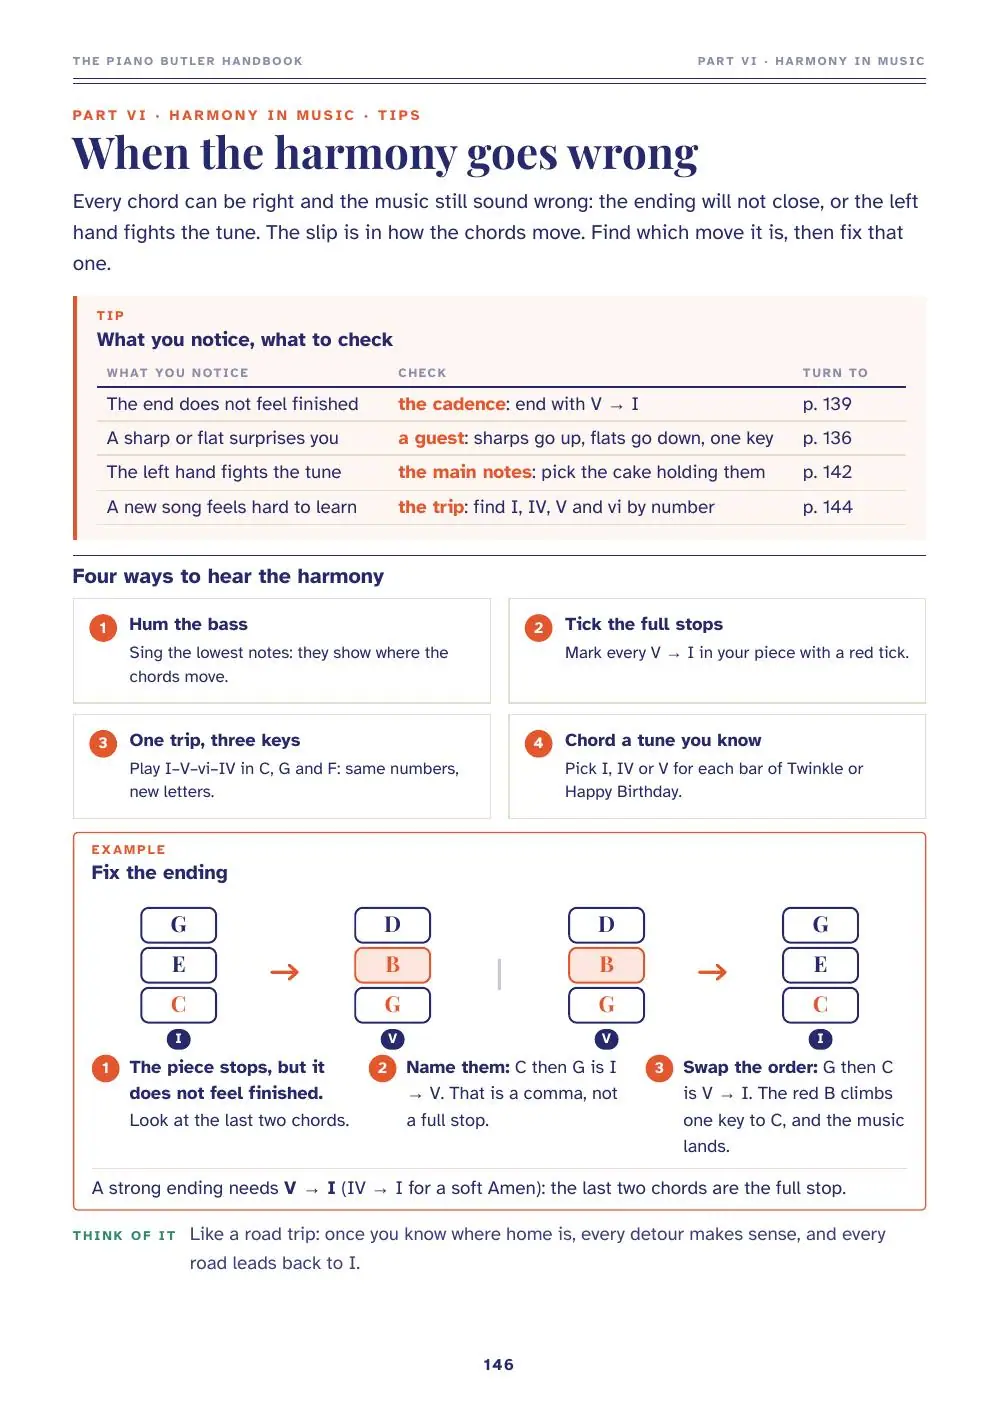 THE PIANO BUTLER HANDBOOK
PART VI · HARMONY IN MUSIC
PART VI · HARMONY IN MUSIC · TIPS
When the harmony goes wrong
Every chord can be right and the music still sound wrong: the ending will not close, or the left
hand fights the tune. The slip is in how the chords move. Find which move it is, then fix that
one.
TIP
What you notice, what to check
WHAT YOU NOTICE CHECK TURN TO
The end does not feel finished the cadence: end with V → I p. 139
A sharp or flat surprises you a guest: sharps go up, flats go down, one key p. 136
The left hand fights the tune the main notes: pick the cake holding them p. 142
A new song feels hard to learn the trip: find I, IV, V and vi by number p. 144
Four ways to hear the harmony
1 Hum the bass
Sing the lowest notes: they show where the
chords move.
2 Tick the full stops
Mark every V → I in your piece with a red tick.
3 One trip, three keys
Play I–V–vi–IV in C, G and F: same numbers,
new letters.
4 Chord a tune you know
Pick I, IV or V for each bar of Twinkle or
Happy Birthday.
EXAMPLE
Fix the ending
G D D G
E → B | B → E
C G G C
I V V I
1 The piece stops, but it
does not feel finished.
Look at the last two chords.
2 Name them: C then G is I
→ V. That is a comma, not
a full stop.
3 Swap the order: G then C
is V → I. The red B climbs
one key to C, and the music
lands.
A strong ending needs V → I (IV → I for a soft Amen): the last two chords are the full stop.
THINK OF IT Like a road trip: once you know where home is, every detour makes sense, and every
road leads back to I.
146